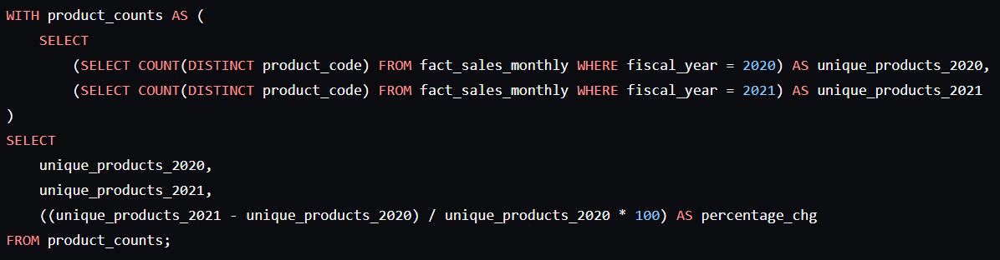 WITH product_counts AS (
    SELECT
        (SELECT COUNT(DISTINCT product_code) FROM fact_sales_monthly WHERE fiscal_year = 2020) AS unique_products_2020,
        (SELECT COUNT(DISTINCT product_code) FROM fact_sales_monthly WHERE fiscal_year = 2021) AS unique_products_2021
)
SELECT
    unique_products_2020,
    unique_products_2021,
    ((unique_products_2021 - unique_products_2020) / unique_products_2020 * 100) AS percentage_chg
FROM product_counts;